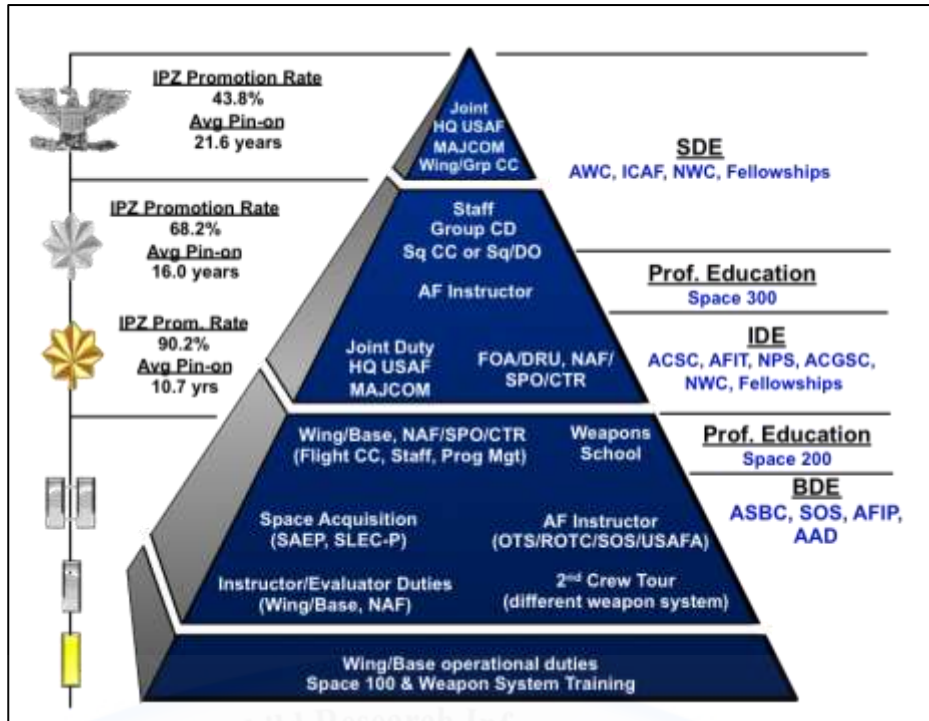 IPZ Promotion Rate
43.8%
Avg Pin-on
21.6 years
IPZ Promotion Rate
68.2%
Avg Pin-on
16.0 years
IPZ Prom. Rate
90.2%
Avg Pin-on
10.7 yrs
Joint
HQ USAF
MAJCOM
Wing/Grp CC
Staff
Group CD
Sq CC or Sq/DO
AF Instructor
Joint Duty
HQ USAF
MAJCOM
FOA/DRU, NAF/
SPO/CTR
Wing/Base, NAF/SPO/CTR
(Flight CC, Staff, Prog Mgt)
Weapons
School
Space Acquisition
(SAEP, SLEC-P)
AF Instructor
(OTS/ROTC/SOS/USAFA)
Instructor/Evaluator Duties
(Wing/Base, NAF)
2nd Crew Tour
(different weapon system)
Wing/Base operational duties
Space 100 & Weapon System Training
SDE
AWC, ICAF, NWC, Fellowships
Prof. Education
Space 300
IDE
ACSC, AFIT, NPS, ACGSC,
NWC, Fellowships
Prof. Education
Space 200
BDE
ASBC, SOS, AFIP,
AAD